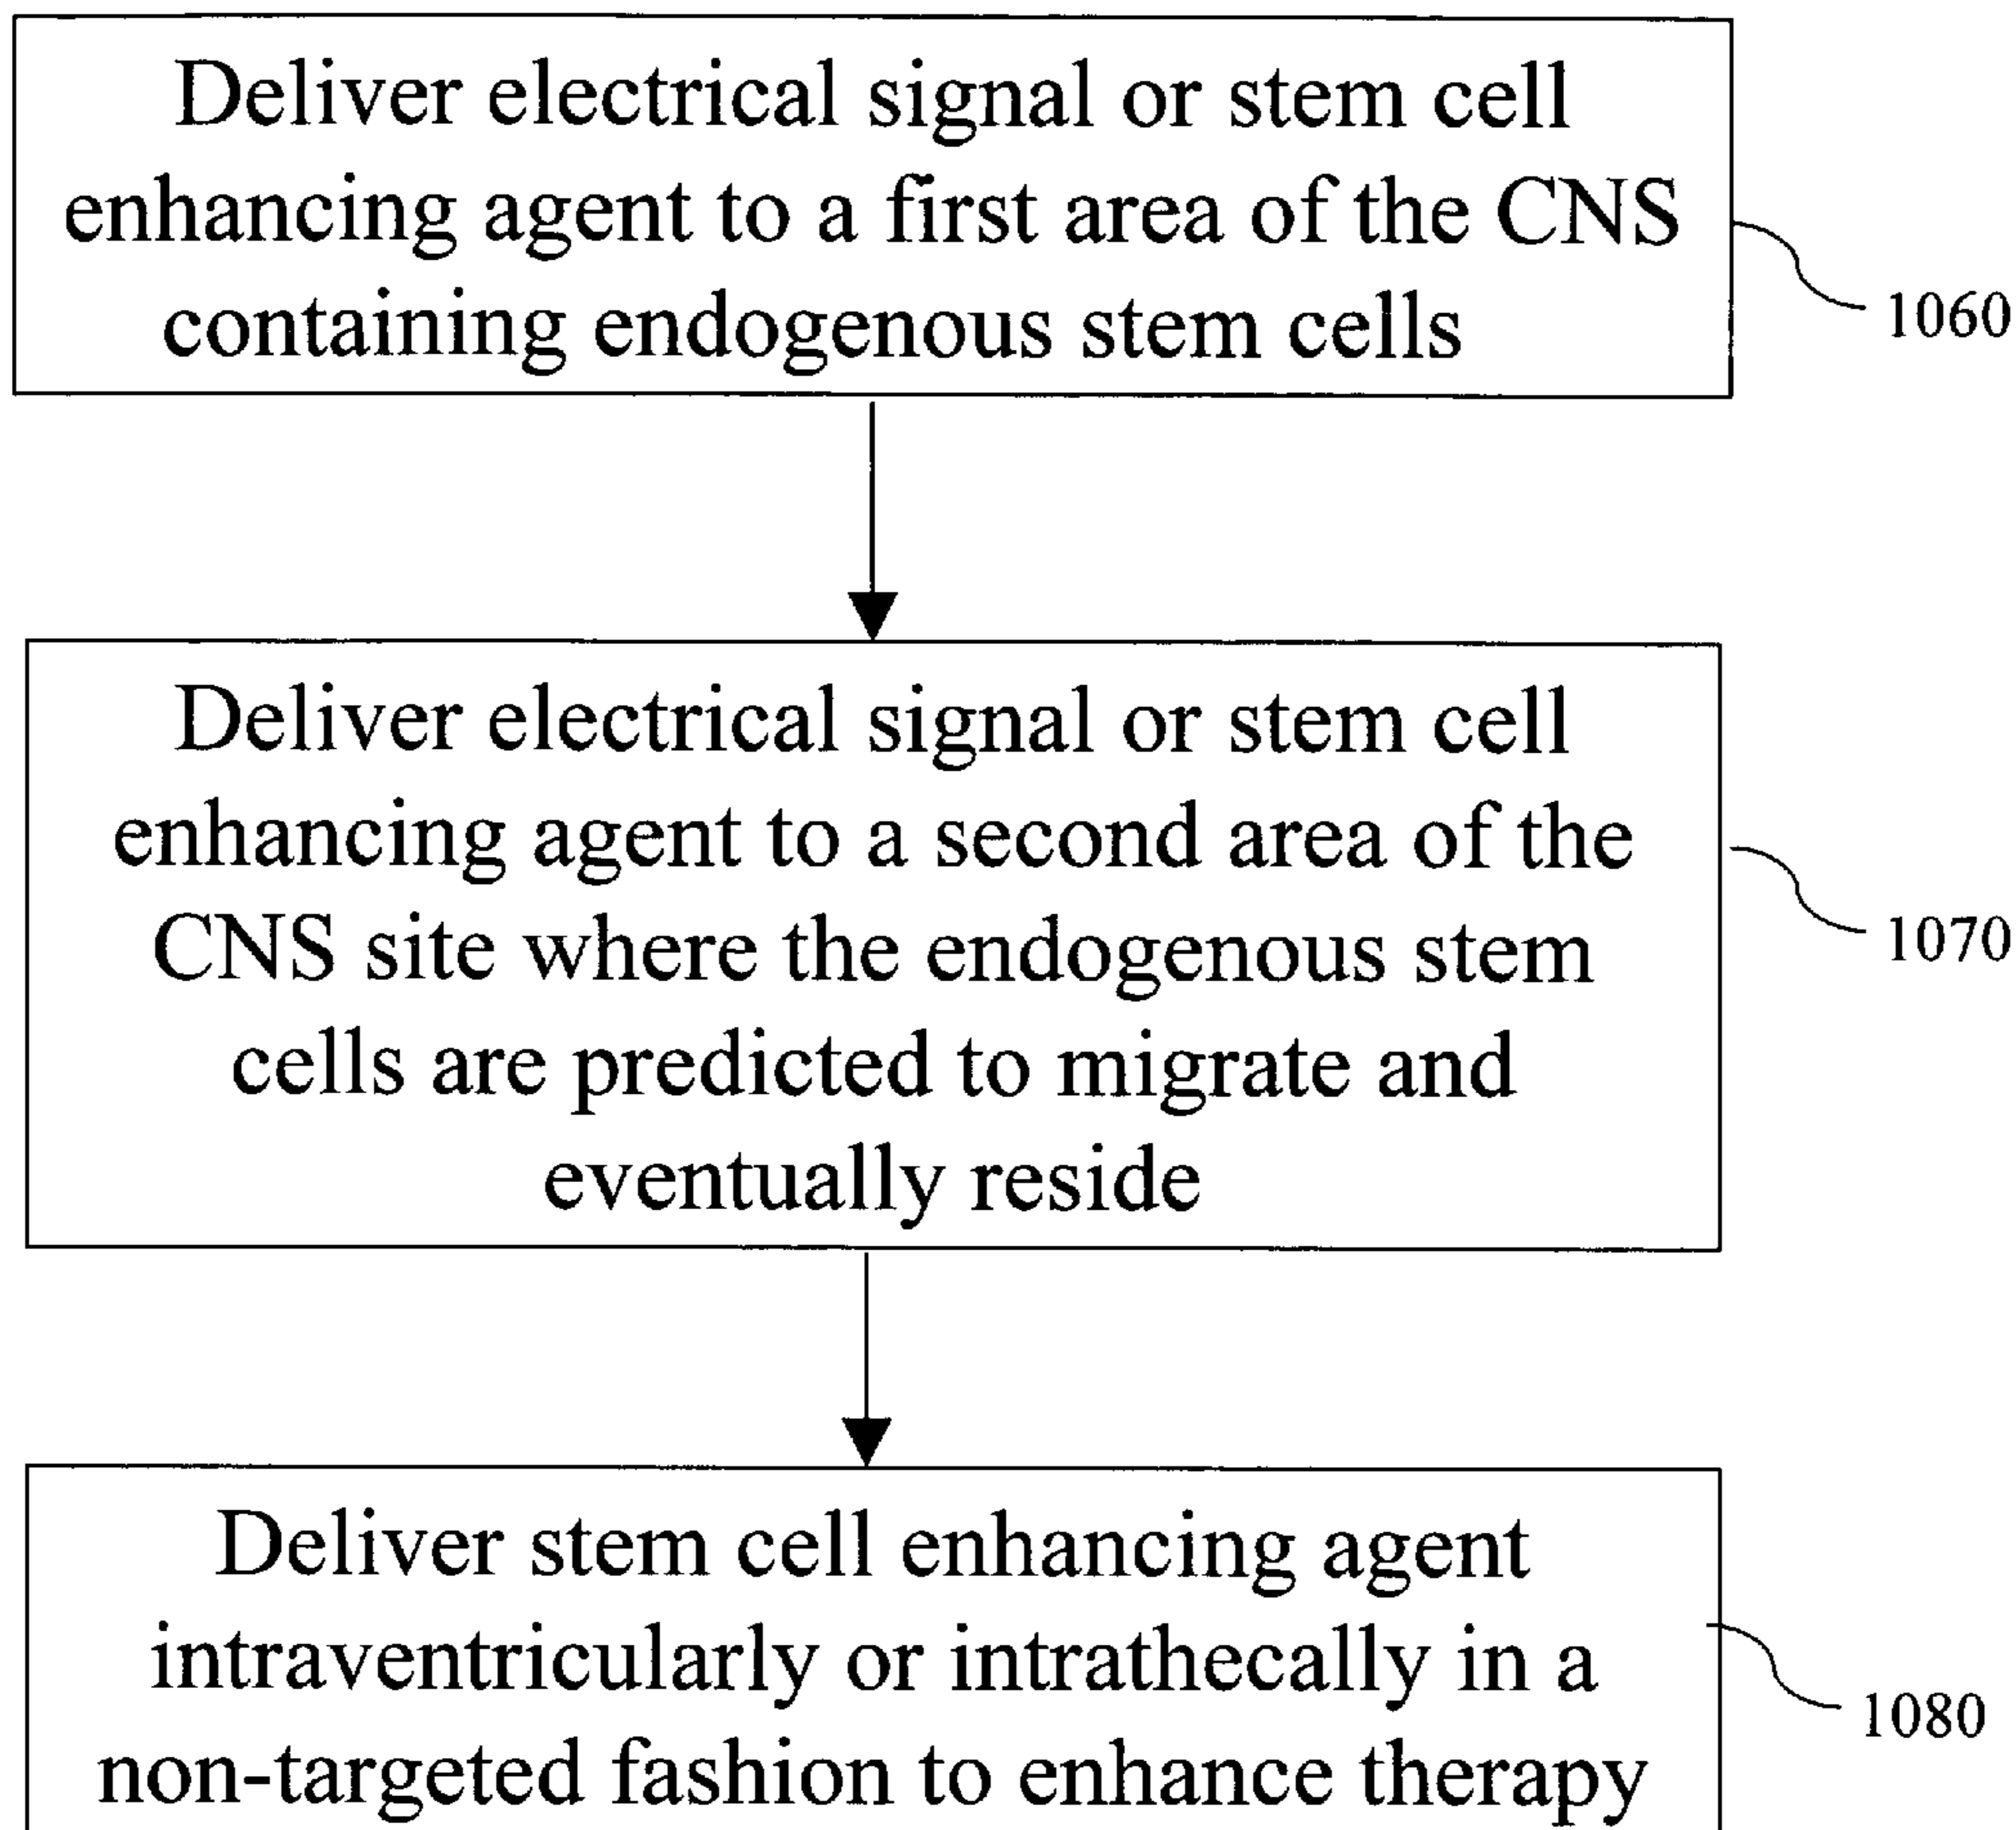 Deliver electrical signal or stem cell
enhancing agent to a first area of the CNS
containing endogenous stem cells
1060
Deliver electrical signal or stem cell
enhancing agent to a second area of the
CNS site where the endogenous stem
cells are predicted to migrate and
eventually reside
1070
Deliver stem cell enhancing agent
intraventricularly or intrathecally in a
non-targeted fashion to enhance therapy
1080